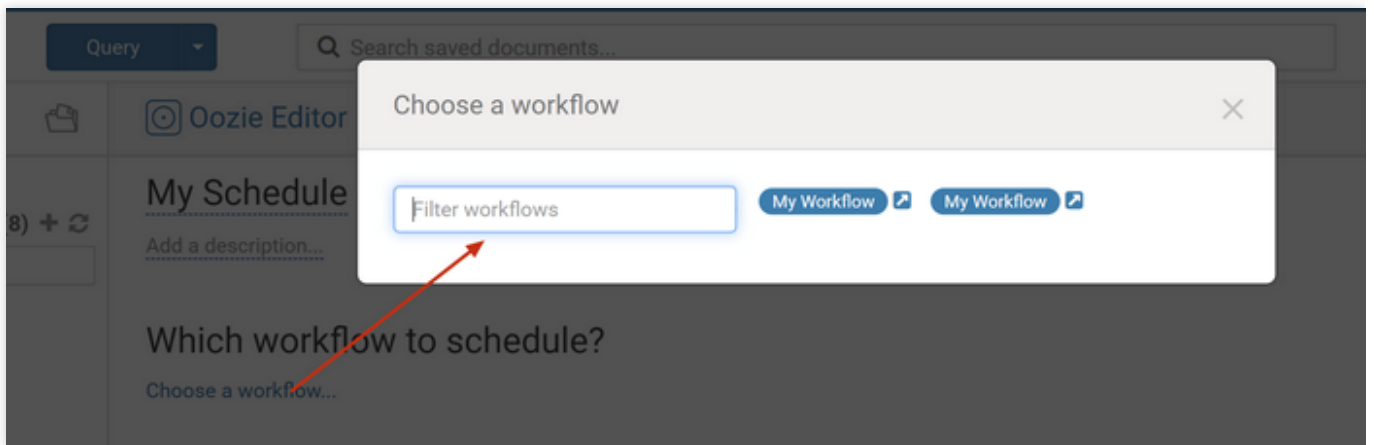 Query
Search saved documents...
Choose a workflow
Oozie Editor
My Schedule
Filter workflows
My Workflow My Workflow
8)
Add a description...
Which workflow to schedule?
Choose a workflow...